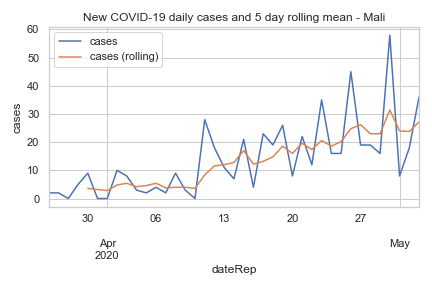 New COVID-19 daily cases and 5 day rolling mean - Mali
cases
cases (rolling)
60
50
40
30
20
10
0
cases
30 06 13 20 27
Apr May
2020
dateRep